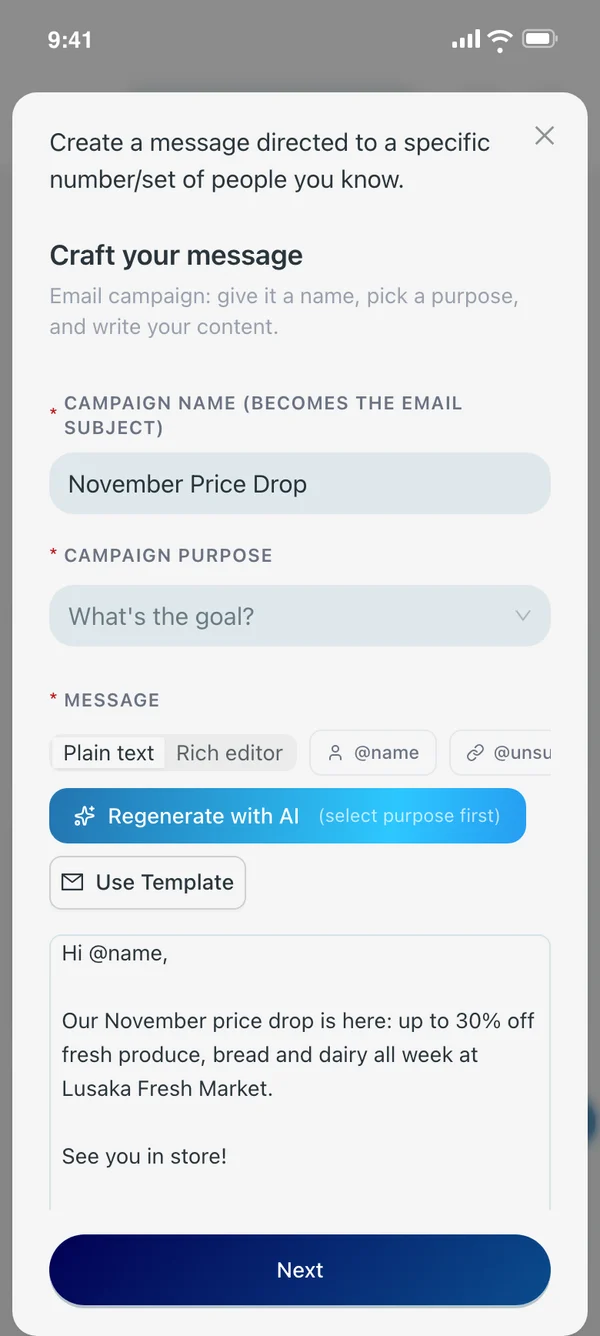 9:41
Create a message directed to a specific
number/set of people you know.
Craft your message
Email campaign: give it a name, pick a purpose,
and write your content.
* CAMPAIGN NAME (BECOMES THE EMAIL
SUBJECT)
November Price Drop
* CAMPAIGN PURPOSE
What's the goal?
* MESSAGE
Plain text Rich editor @name @unsu
Regenerate with AI (select purpose first)
Use Template
Hi @name,
Our November price drop is here: up to 30% off
fresh produce, bread and dairy all week at
Lusaka Fresh Market.
See you in store!
Next